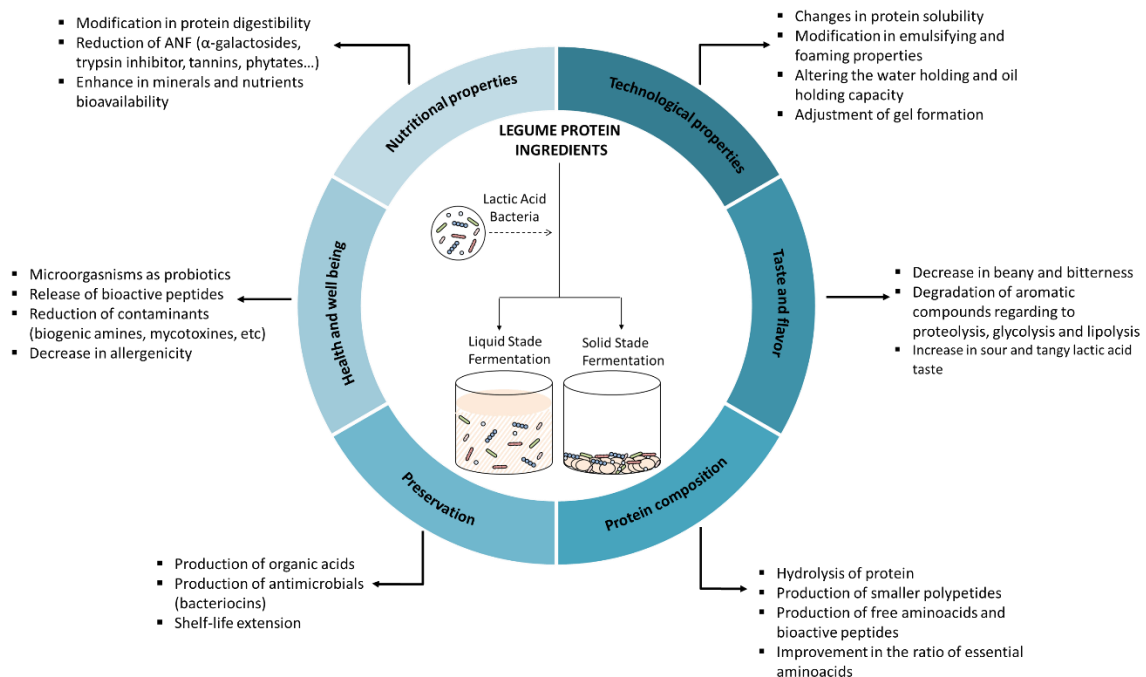 ▪ Modification in protein digestibility
▪ Reduction of ANF (α-galactosides,
trypsin inhibitor, tannins, phytates...)
▪ Enhance in minerals and nutrients
bioavailability
▪ Changes in protein solubility
▪ Modification in emulsifying and
foaming properties
▪ Altering the water holding and oil
holding capacity
▪ Adjustment of gel formation
Nutritional properties
Technological properties
LEGUME PROTEIN
INGREDIENTS
Lactic Acid
Bacteria
Health and well being
Taste and flavor
▪ Microorgasnisms as probiotics
▪ Release of bioactive peptides
▪ Reduction of contaminants
(biogenic amines, mycotoxines, etc)
▪ Decrease in allergenicity
▪ Decrease in beany and bitterness
▪ Degradation of aromatic
compounds regarding to
proteolysis, glycolysis and lipolysis
▪ Increase in sour and tangy lactic acid
taste
Liquid Stade
Fermentation
Solid Stade
Fermentation
Preservation
Protein composition
▪ Production of organic acids
▪ Production of antimicrobials
(bacteriocins)
▪ Shelf-life extension
▪ Hydrolysis of protein
▪ Production of smaller polypetides
▪ Production of free aminoacids and
bioactive peptides
▪ Improvement in the ratio of essential
aminoacids